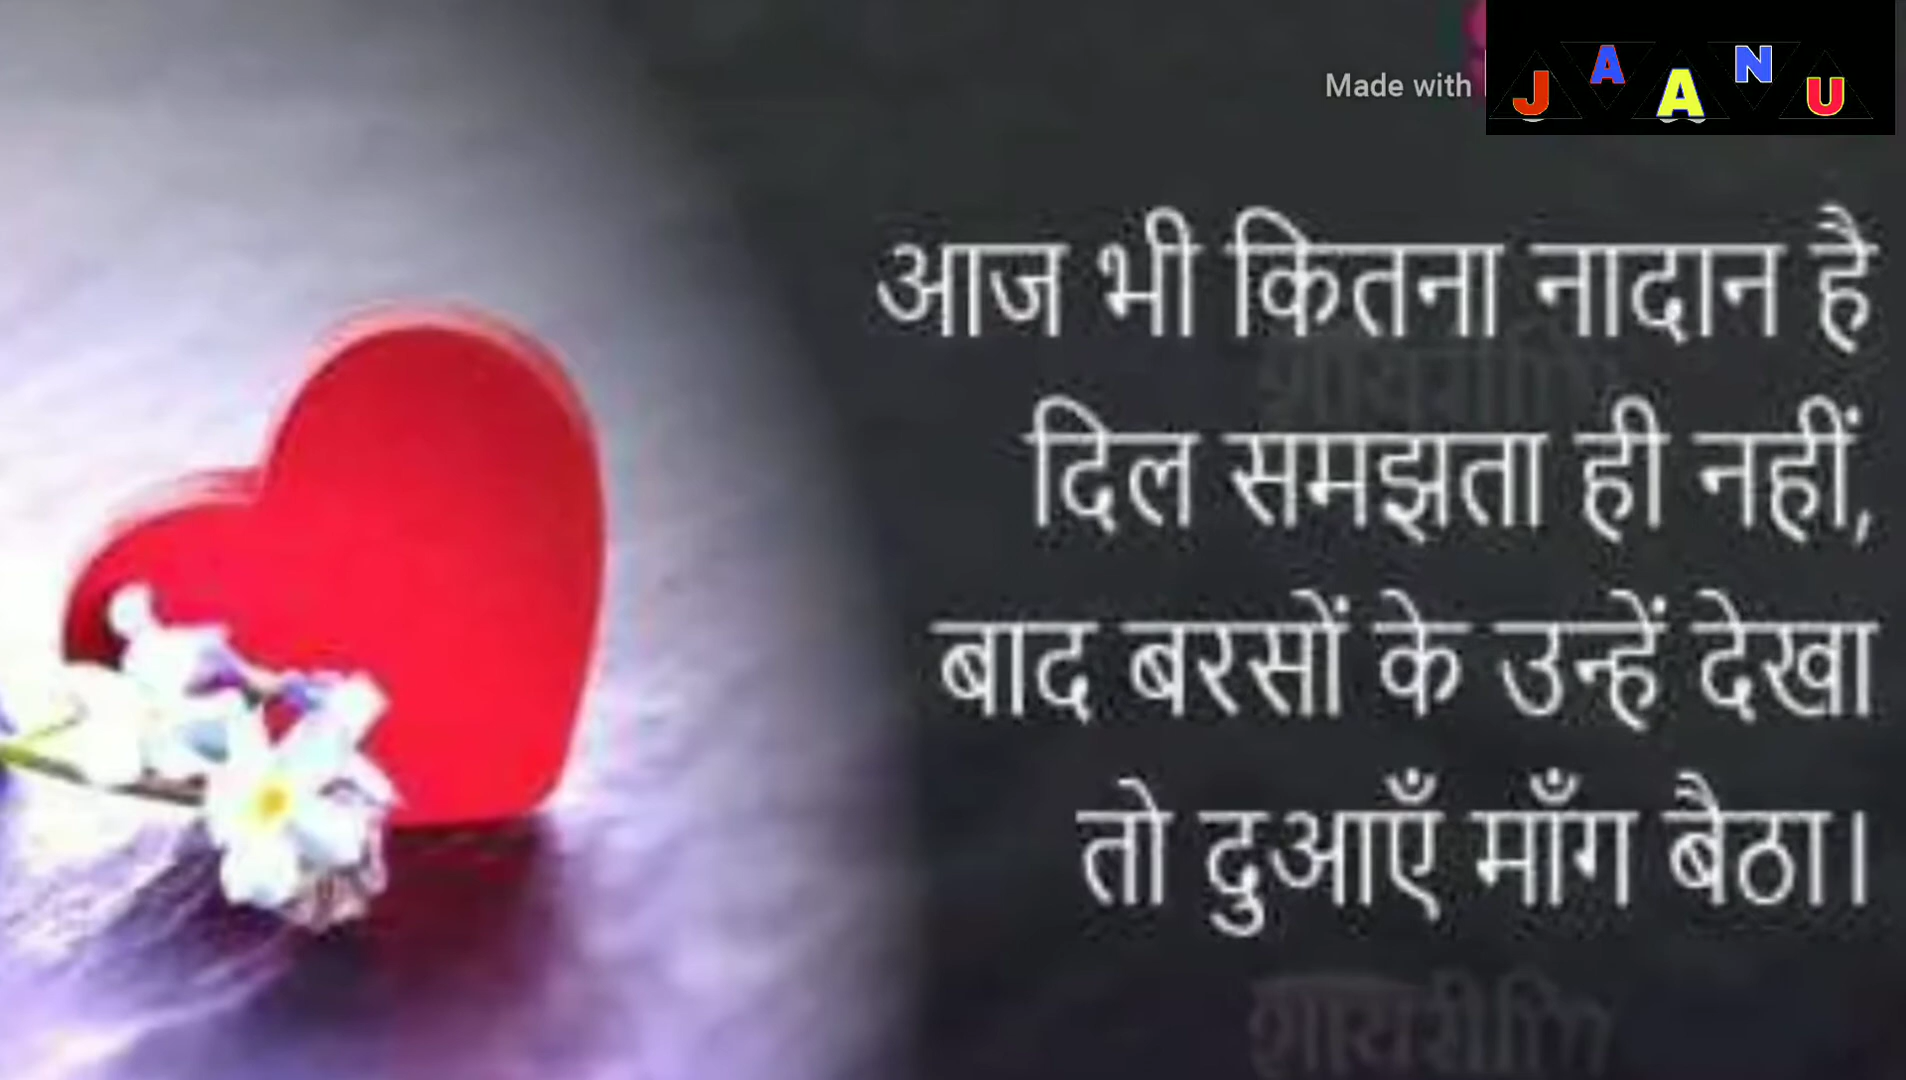 Made with
JAANU
आज भी कितना नादान है
दिल समझता ही नहीं,
बाद बरसों के उन्हें देखा
तो दुआएँ माँग बैठा।